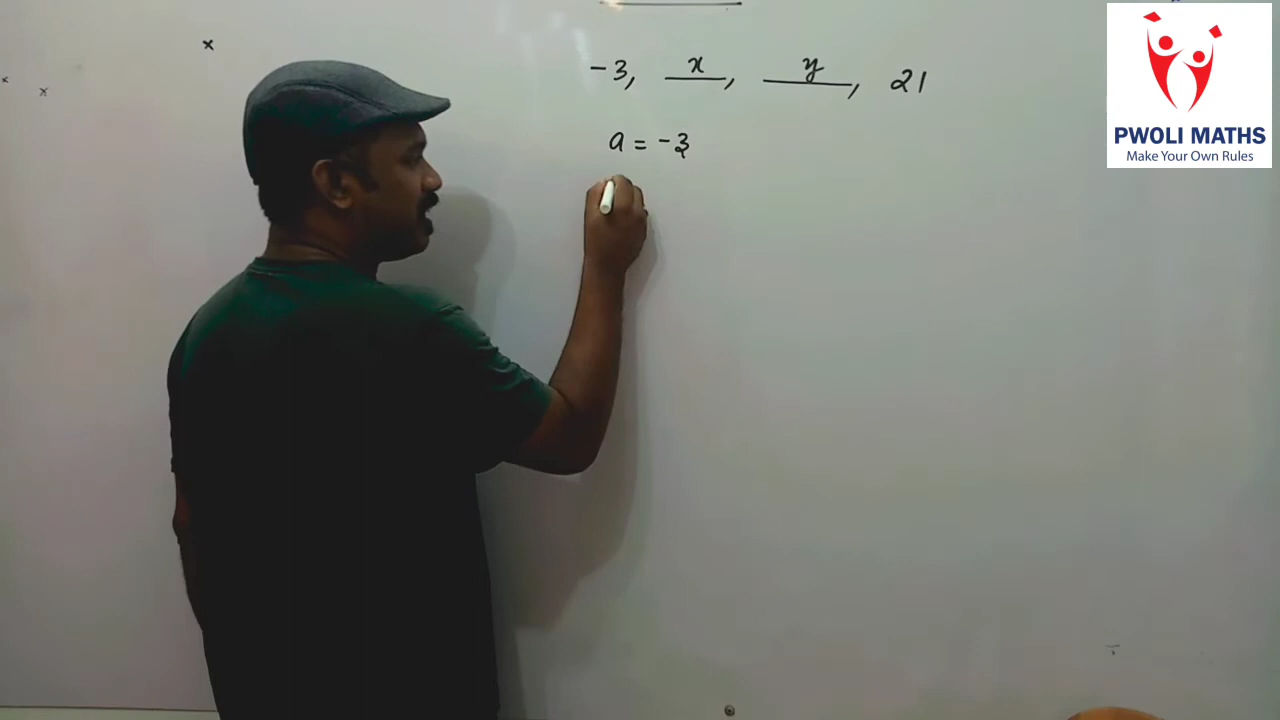 -3, x, y, 21
a = -3
PWOLI MATHS
Make Your Own Rules